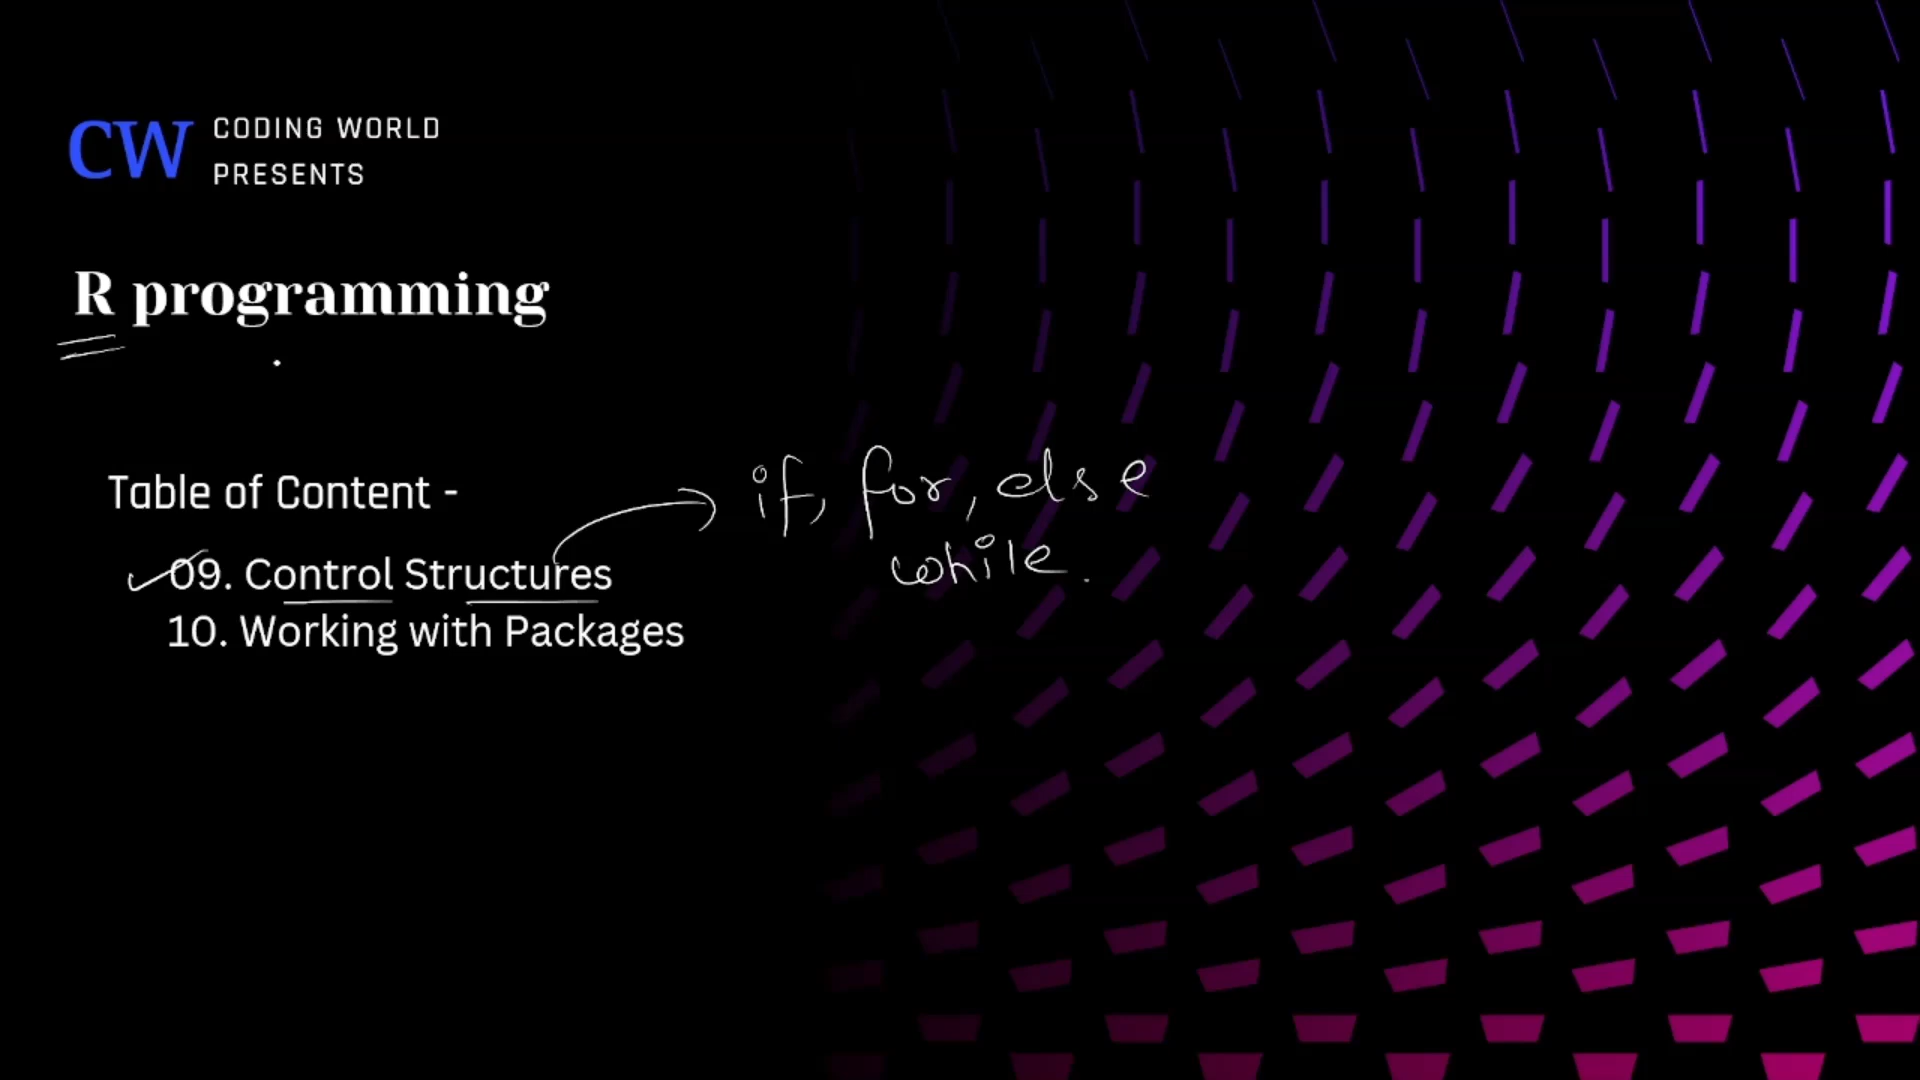 CW CODING WORLD
PRESENTS
R programming
Table of Content -
if, for, else
while.
09. Control Structures
10. Working with Packages